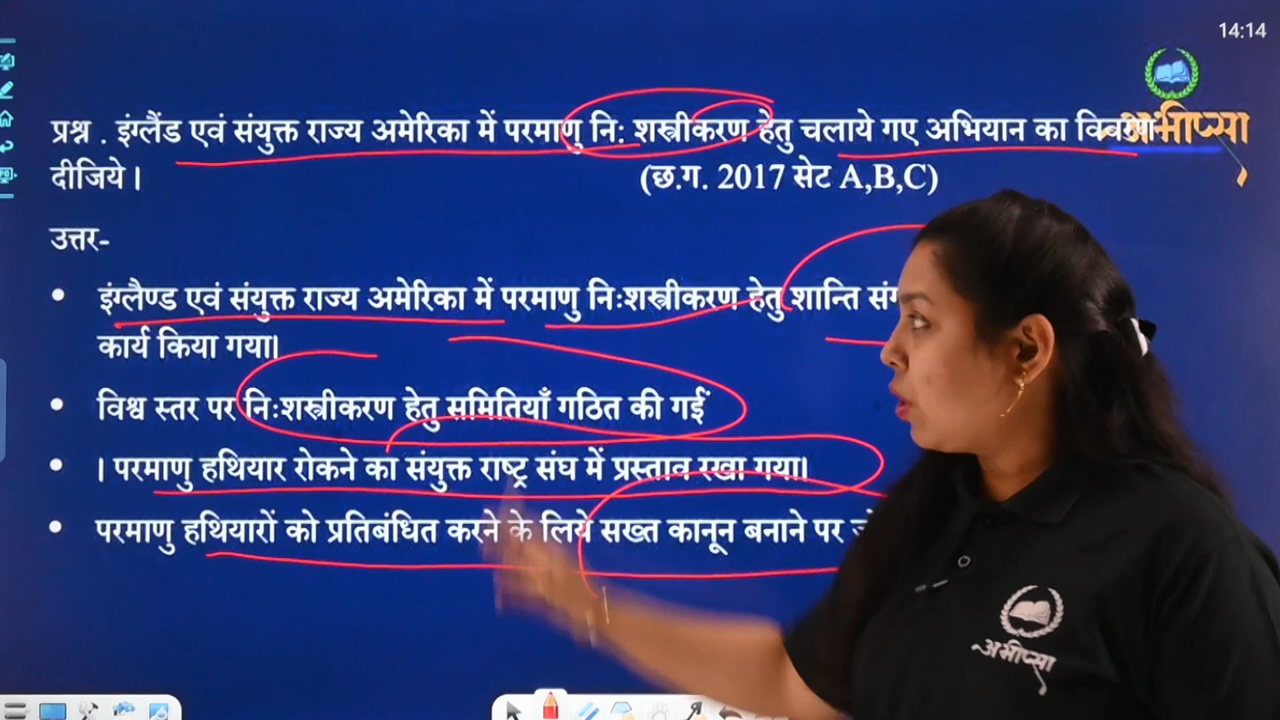 14:14
अभीप्सा
प्रश्न . इंग्लैंड एवं संयुक्त राज्य अमेरिका में परमाणु नि: शस्त्रीकरण हेतु चलाये गए अभियान का विवरण
दीजिये। (छ.ग. 2017 सेट A,B,C)
उत्तर-
• इंग्लैण्ड एवं संयुक्त राज्य अमेरिका में परमाणु निःशस्त्रीकरण हेतु शान्ति
कार्य किया गया।
• विश्व स्तर पर निःशस्त्रीकरण हेतु समितियाँ गठित की गईं
• । परमाणु हथियार रोकने का संयुक्त राष्ट्र संघ में प्रस्ताव रखा गया।
• परमाणु हथियारों को प्रतिबंधित करने के लिये सख्त कानून बनाने पर
अभीप्सा